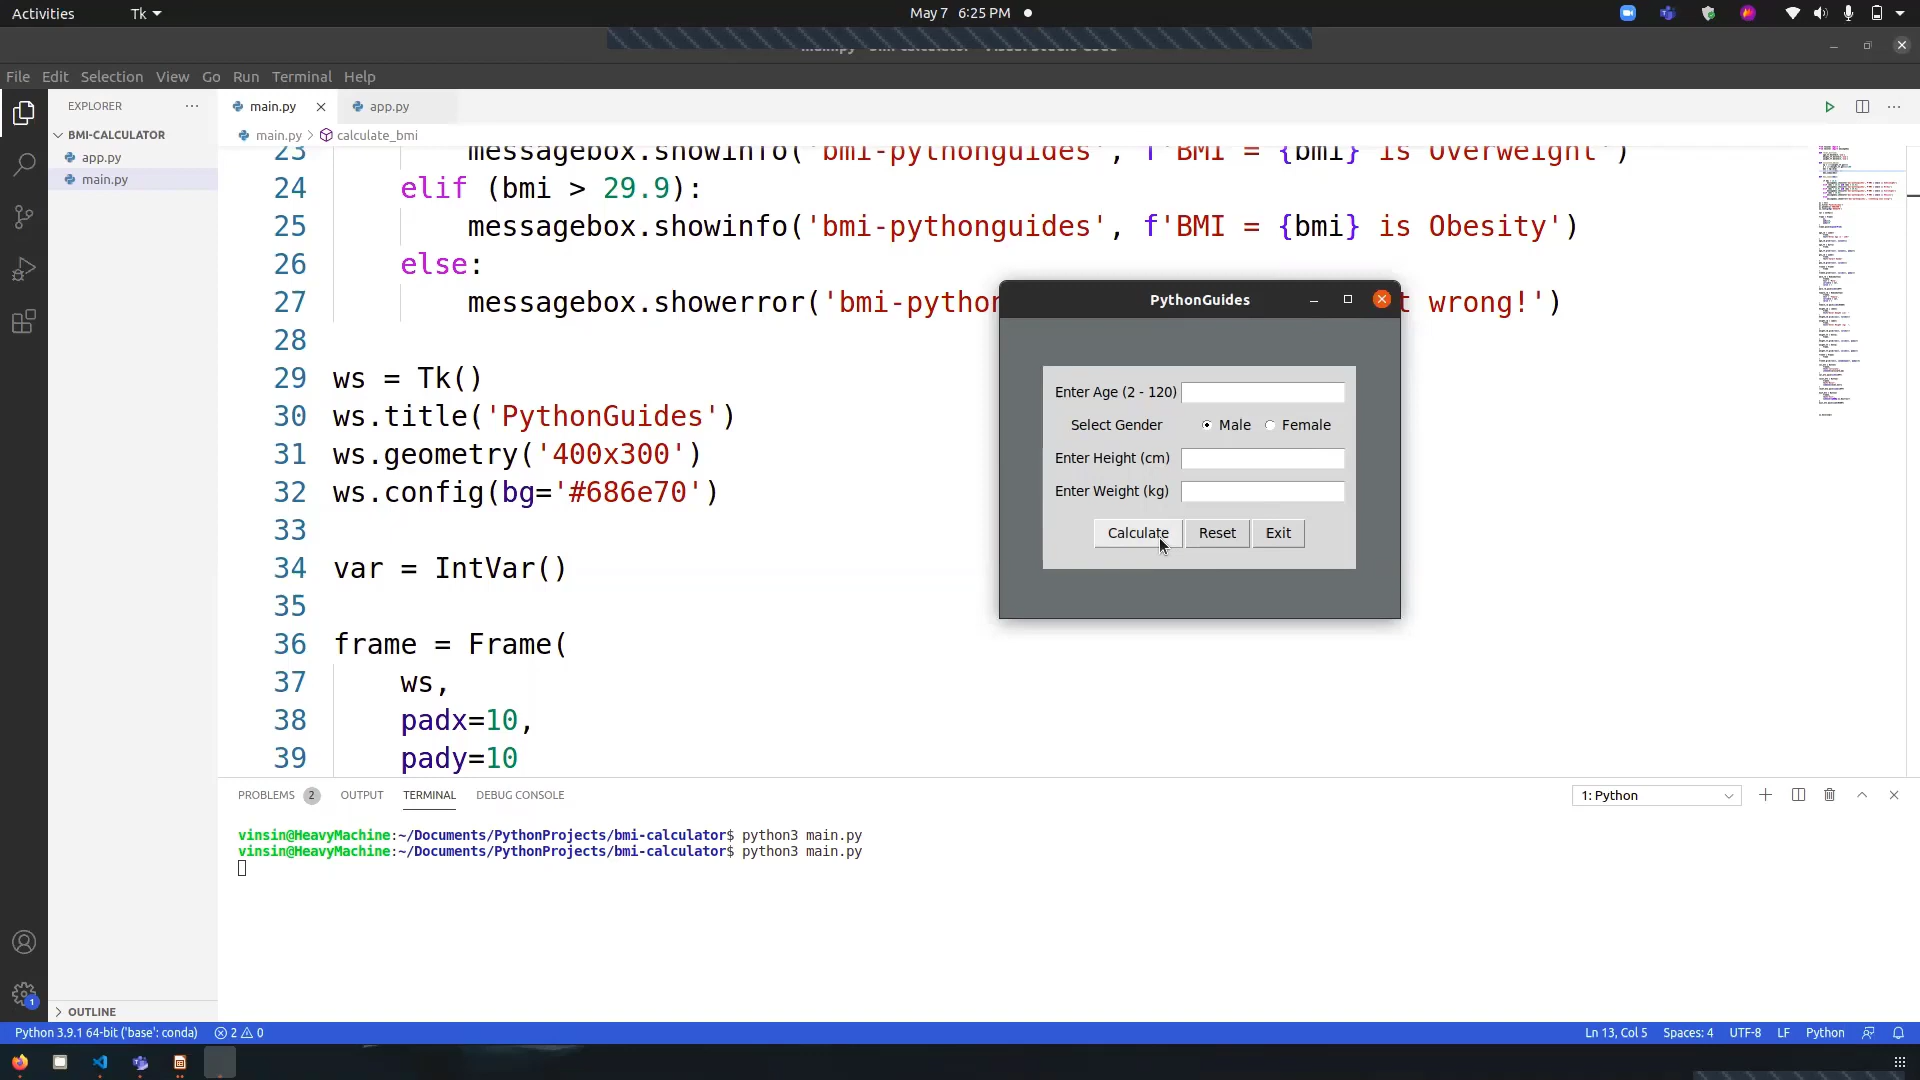 Activities
Tk
May 7 6:25 PM
File Edit Selection View Go Run Terminal Help
EXPLORER
main.py
app.py
BMI-CALCULATOR
main.py
calculate_bmi
app.py
main.py
23 messagebox.showinfo('bmi-pythonguides', f'BMI = {bmi} is Overweight')
24 elif (bmi > 29.9):
25 messagebox.showinfo('bmi-pythonguides', f'BMI = {bmi} is Obesity')
26 else:
27 messagebox.showerror('bmi-python
wrong!')
28
29 ws = Tk()
30 ws.title('PythonGuides')
31 ws.geometry('400x300')
32 ws.config(bg='#686e70')
33
34 var = IntVar()
35
36 frame = Frame(
37 ws,
38 padx=10,
39 pady=10
PythonGuides
Enter Age (2 - 120)
Select Gender Male Female
Enter Height (cm)
Enter Weight (kg)
Calculate Reset Exit
PROBLEMS 2 OUTPUT TERMINAL DEBUG CONSOLE
1: Python
vinsin@HeavyMachine:~/Documents/PythonProjects/bmi-calculator$ python3 main.py
vinsin@HeavyMachine:~/Documents/PythonProjects/bmi-calculator$ python3 main.py
1
OUTLINE
Python 3.9.1 64-bit ('base': conda) 2 0
Ln 13, Col 5 Spaces: 4 UTF-8 LF Python